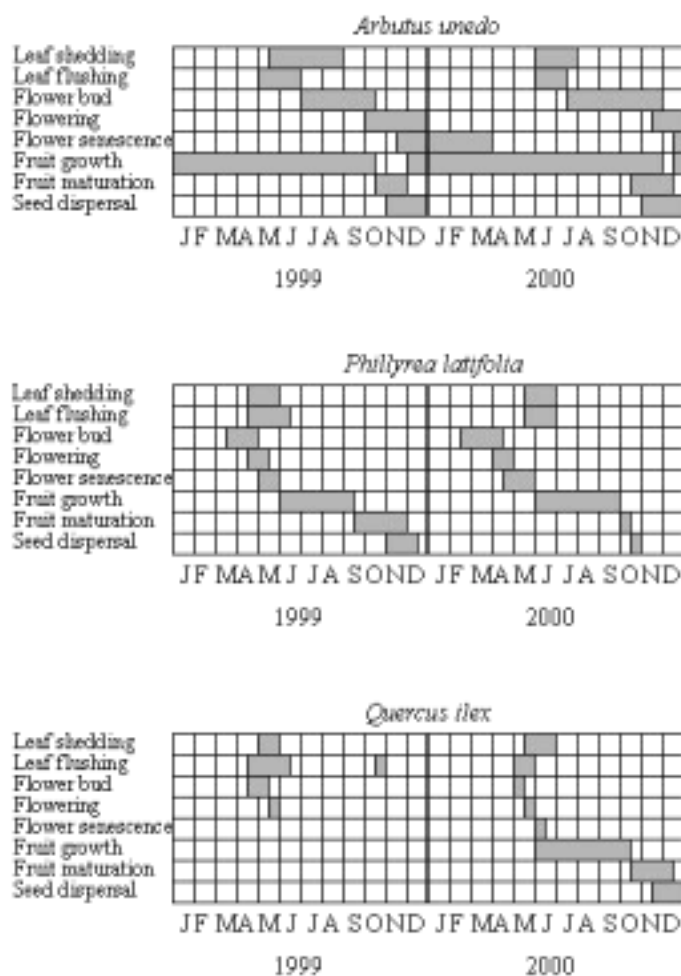 Arbutus unedo
Leaf shedding
Leaf flushing
Flower bud
Flowering
Flower senescence
Fruit growth
Fruit maturation
Seed dispersal
J F M A M J J A S O N D J F M A M J J A S O N D
1999 2000
Phillyrea latifolia
Leaf shedding
Leaf flushing
Flower bud
Flowering
Flower senescence
Fruit growth
Fruit maturation
Seed dispersal
J F M A M J J A S O N D J F M A M J J A S O N D
1999 2000
Quercus ilex
Leaf shedding
Leaf flushing
Flower bud
Flowering
Flower senescence
Fruit growth
Fruit maturation
Seed dispersal
J F M A M J J A S O N D J F M A M J J A S O N D
1999 2000